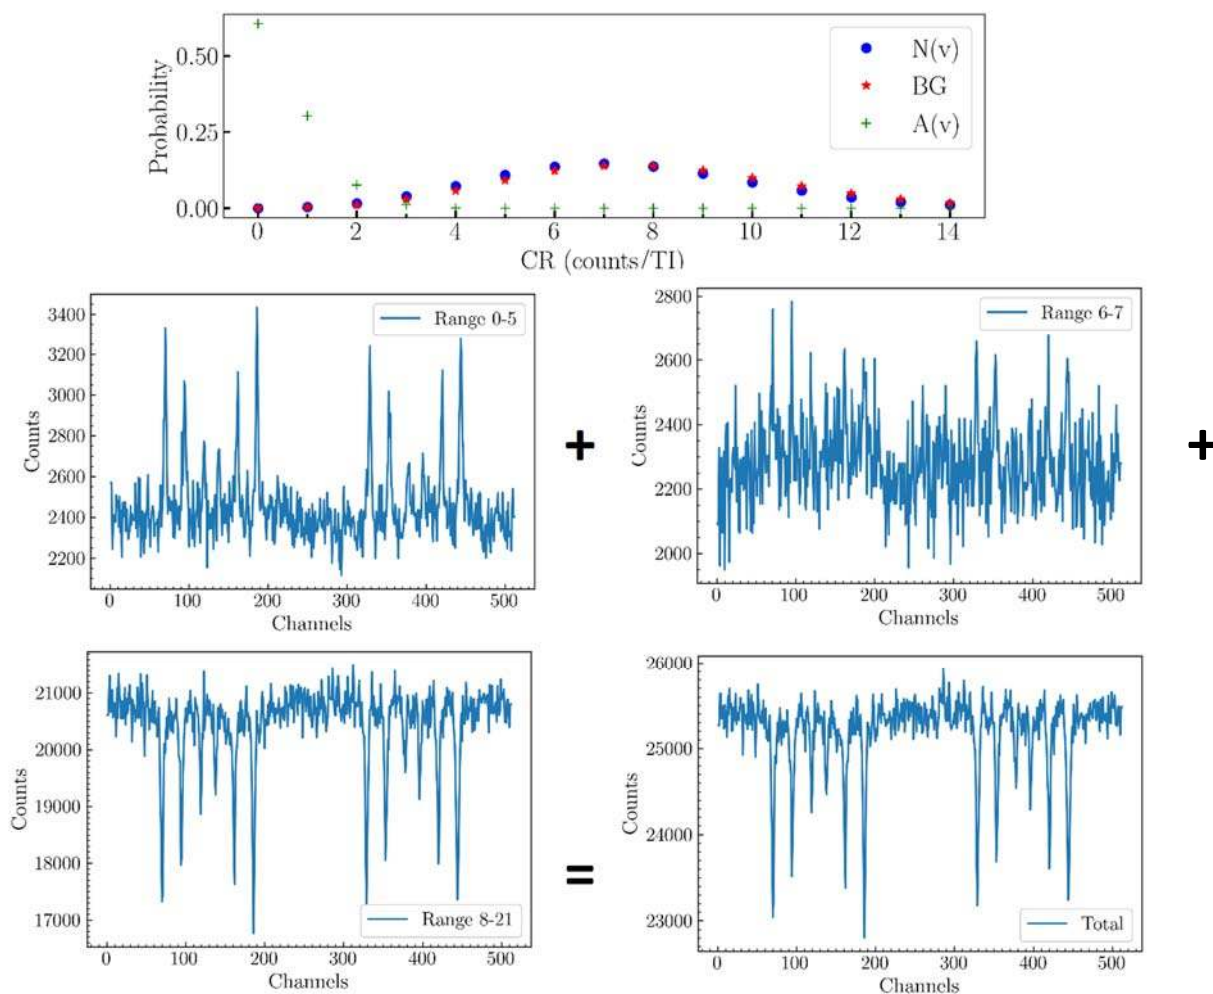 Probability
0.50
0.25
0.00
N(v)
BG
A(v)
0 2 4 6 8 10 12 14
CR (counts/TI)
Counts
3400
3200
3000
2800
2600
2400
2200
Range 0-5
0 100 200 300 400 500
Channels
+
Counts
2800
2600
2400
2200
2000
Range 6-7
0 100 200 300 400 500
Channels
+
Counts
21000
20000
19000
18000
17000
Range 8-21
0 100 200 300 400 500
Channels
=
Counts
26000
25000
24000
23000
Total
0 100 200 300 400 500
Channels